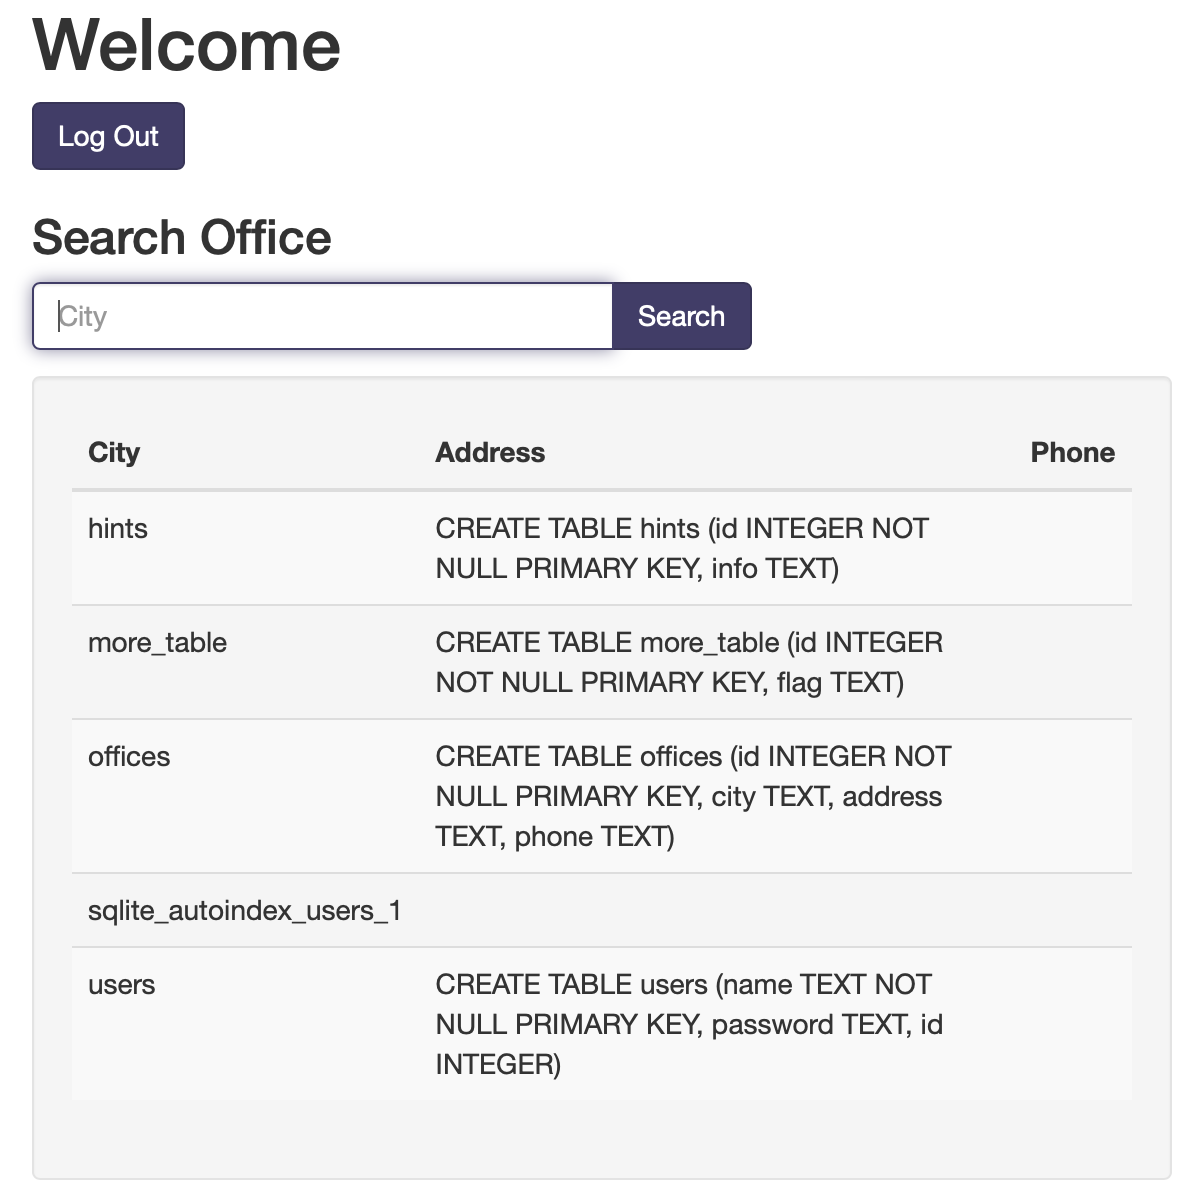 Welcome
Log Out
Search Office
City
Search
City Address Phone
hints CREATE TABLE hints (id INTEGER NOT
NULL PRIMARY KEY, info TEXT)
more_table CREATE TABLE more_table (id INTEGER
NOT NULL PRIMARY KEY, flag TEXT)
offices CREATE TABLE offices (id INTEGER NOT
NULL PRIMARY KEY, city TEXT, address
TEXT, phone TEXT)
sqlite_autoindex_users_1
users CREATE TABLE users (name TEXT NOT
NULL PRIMARY KEY, password TEXT, id
INTEGER)